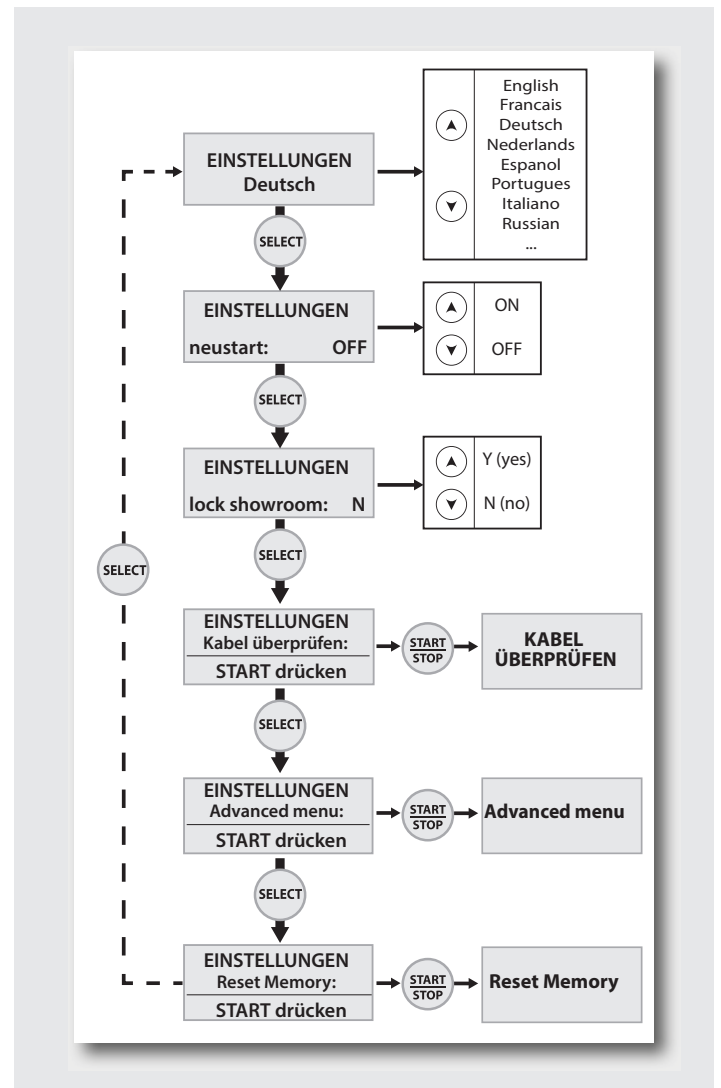 EINSTELLUNGEN
Deutsch
English
Francais
Deutsch
Nederlands
Espanol
Portugues
Italiano
Russian
...
SELECT
EINSTELLUNGEN
neustart: OFF
ON
OFF
SELECT
EINSTELLUNGEN
lock showroom: N
Y (yes)
N (no)
SELECT
SELECT
EINSTELLUNGEN
Kabel überprüfen:
START drücken
START
STOP
KABEL
ÜBERPRÜFEN
SELECT
EINSTELLUNGEN
Advanced menu:
START drücken
START
STOP
Advanced menu
SELECT
EINSTELLUNGEN
Reset Memory:
START drücken
START
STOP
Reset Memory